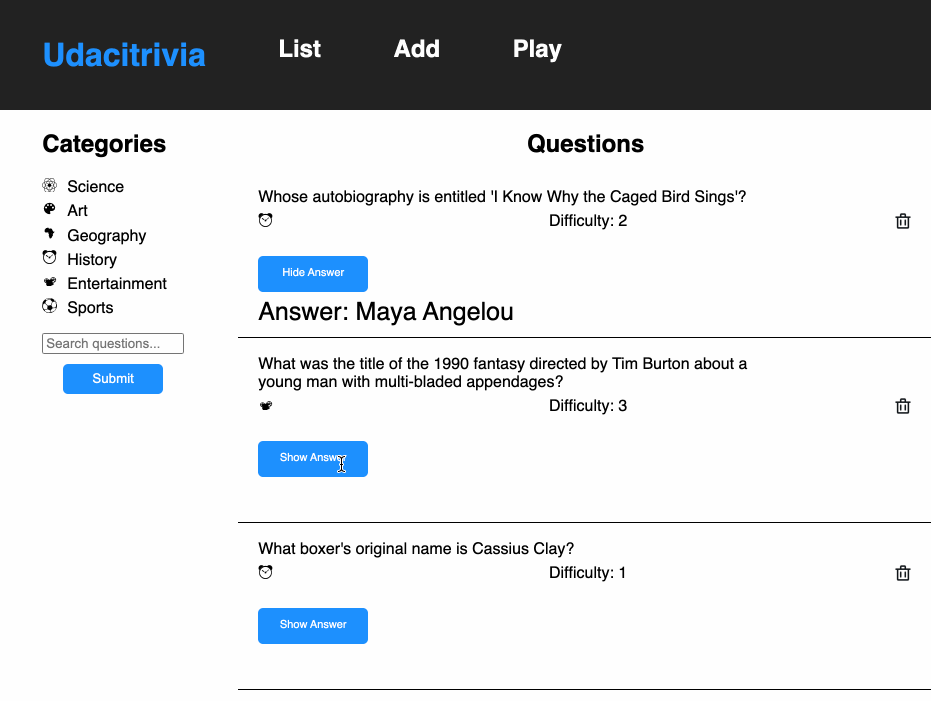 Udacitrivia
List
Add
Play
Categories
Science
Art
Geography
History
Entertainment
Sports
Search questions...
Submit
Questions
Whose autobiography is entitled 'I Know Why the Caged Bird Sings'?
Difficulty: 2
Hide Answer
Answer: Maya Angelou
What was the title of the 1990 fantasy directed by Tim Burton about a
young man with multi-bladed appendages?
Difficulty: 3
Show Answer
What boxer's original name is Cassius Clay?
Difficulty: 1
Show Answer